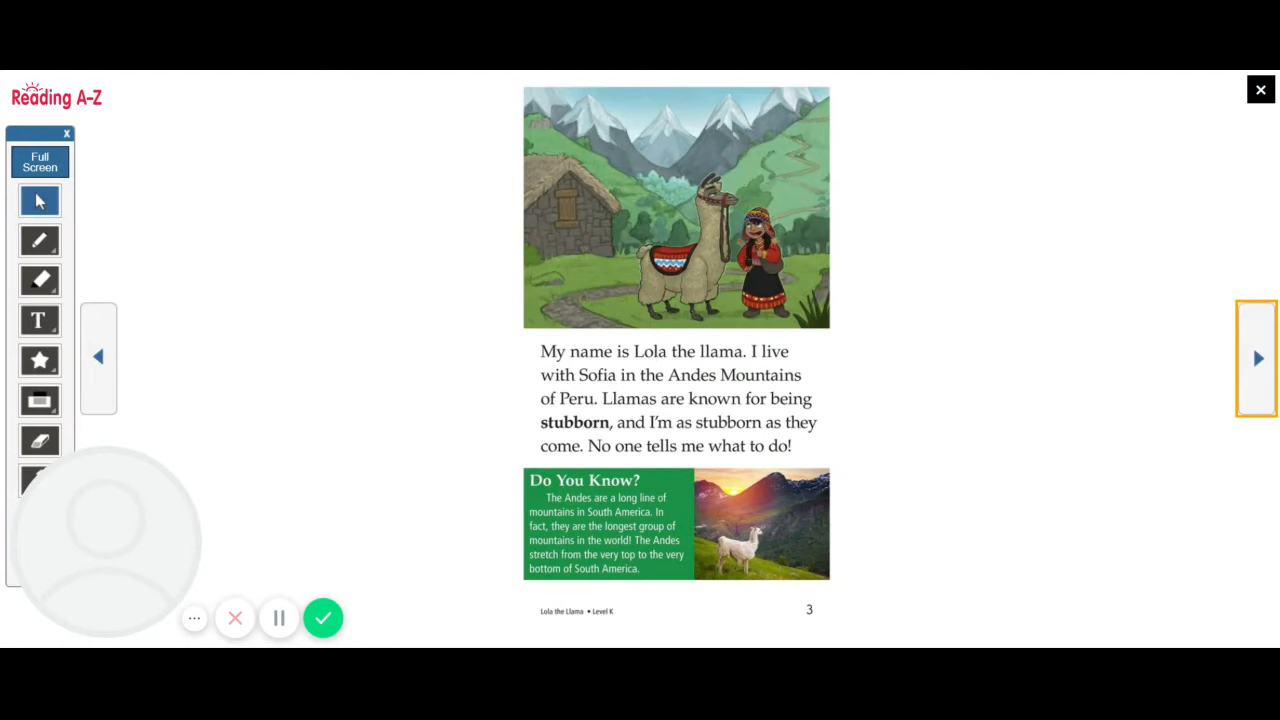 Reading A-Z
x
Full
Screen
T
My name is Lola the llama. I live
with Sofia in the Andes Mountains
of Peru. Llamas are known for being
stubborn, and I'm as stubborn as they
come. No one tells me what to do!
Do You Know?
The Andes are a long line of
mountains in South America. In
fact, they are the longest group of
mountains in the world! The Andes
stretch from the very top to the very
bottom of South America.
Lola the Llama • Level K
3